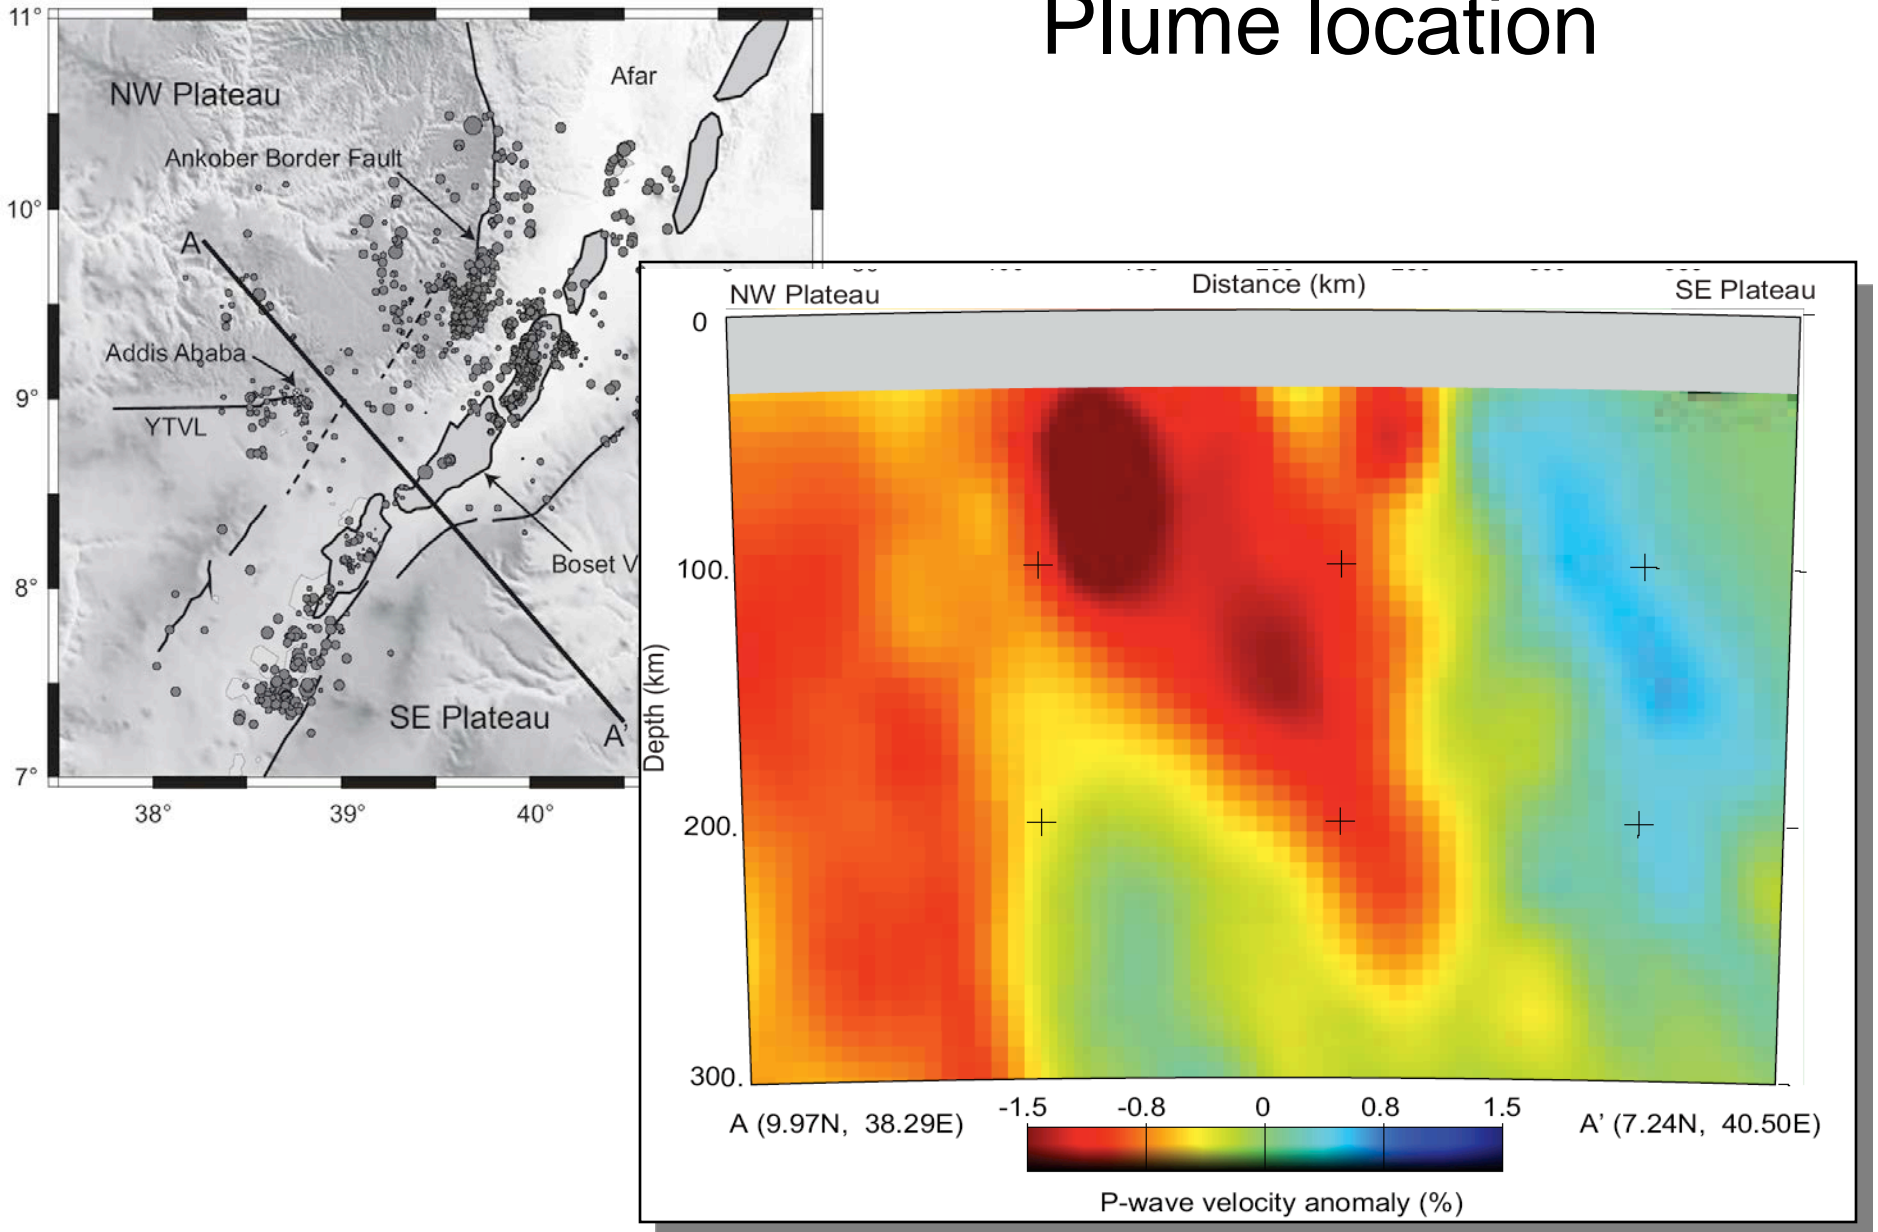 Plume location
11°
10°
9°
8°
7°
38°
39°
40°
NW Plateau
Afar
Ankober Border Fault
A
Addis Ababa
YTVL
Boset V
SE Plateau
A'
Distance (km)
NW Plateau
SE Plateau
0
100.
200.
300.
Depth (km)
A (9.97N, 38.29E)
A' (7.24N, 40.50E)
-1.5 -0.8 0 0.8 1.5
P-wave velocity anomaly (%)